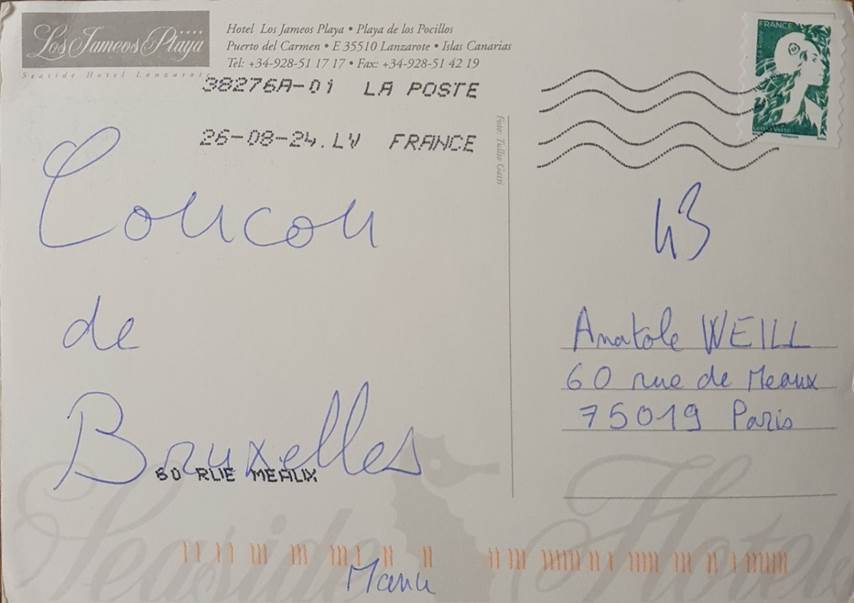 Los Jameos Playa
Seaside Hotel Lanzarote
Hotel Los Jameos Playa • Playa de los Pocillos
Puerto del Carmen • E 35510 Lanzarote • Islas Canarias
Tel: +34-928-51 17 17 • Fax: +34-928-51 42 19
38276A-01 LA POSTE
26-08-24.LV FRANCE
FRANCE
Foto: Tullio Gatti
Coucou
de
Bruxelles
Manu
43
Anatole WEILL
60 rue de Meaux
75019 Paris
60 RUE MEAUX
Seaside Hotels